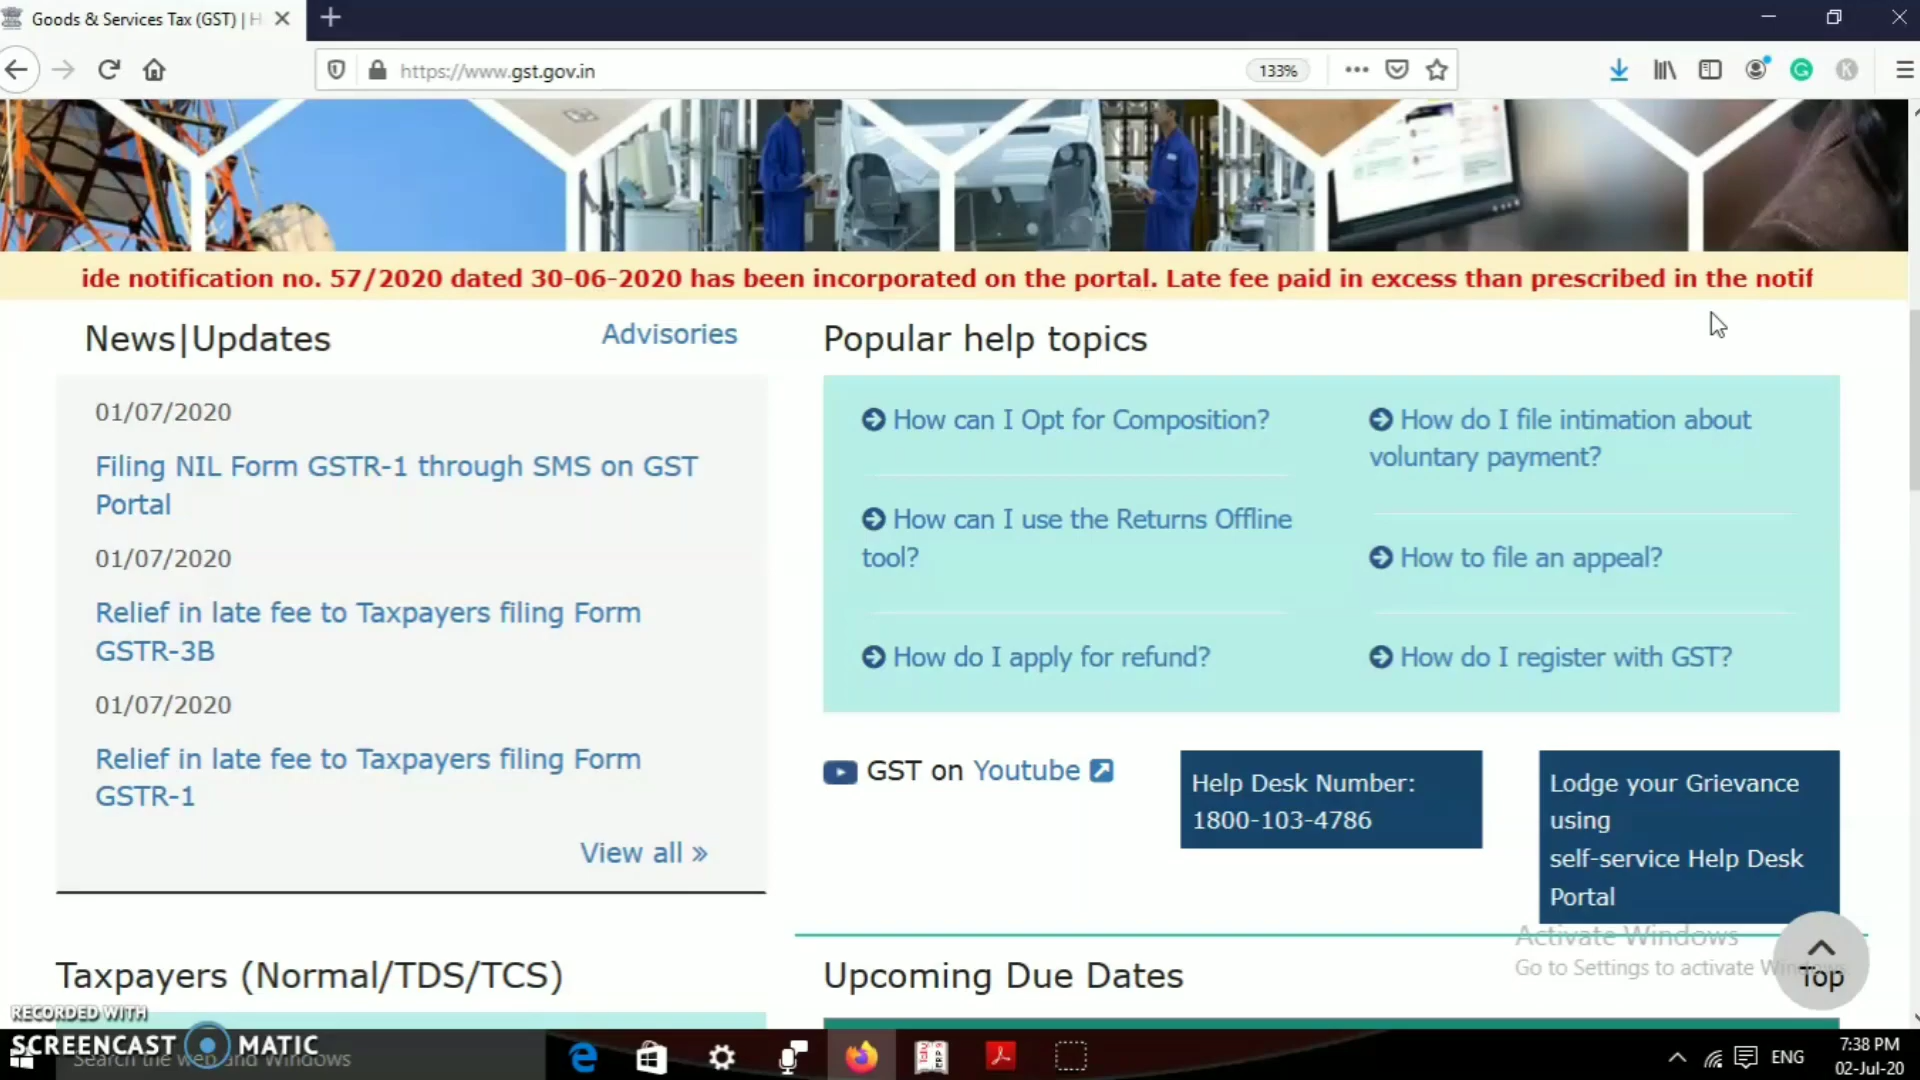 Goods & Services Tax (GST) | H
https://www.gst.gov.in
133%
ide notification no. 57/2020 dated 30-06-2020 has been incorporated on the portal. Late fee paid in excess than prescribed in the notif
News|Updates
Advisories
01/07/2020
Filing NIL Form GSTR-1 through SMS on GST
Portal
01/07/2020
Relief in late fee to Taxpayers filing Form
GSTR-3B
01/07/2020
Relief in late fee to Taxpayers filing Form
GSTR-1
View all »
Popular help topics
How can I Opt for Composition?
How can I use the Returns Offline
tool?
How do I apply for refund?
How do I file intimation about
voluntary payment?
How to file an appeal?
How do I register with GST?
GST on Youtube
Help Desk Number:
1800-103-4786
Lodge your Grievance
using
self-service Help Desk
Portal
Taxpayers (Normal/TDS/TCS)
Upcoming Due Dates
Activate Windows
Go to Settings to activate Windows.
Top
RECORDED WITH
SCREENCAST MATIC
Search the web and Windows
ENG
7:38 PM
02-Jul-20